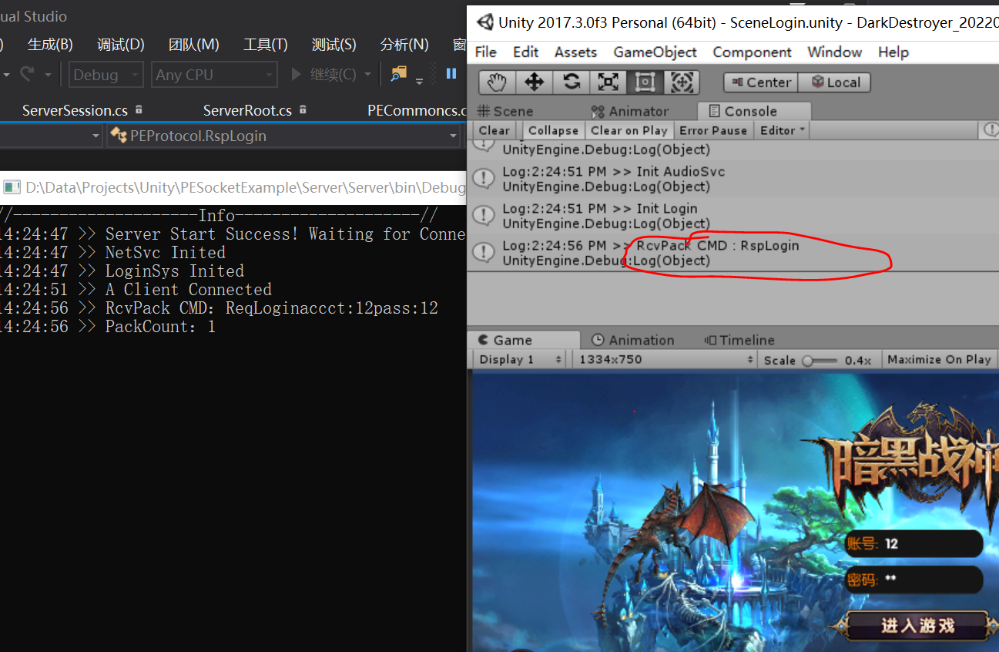 ual Studio
生成(B) 调试(D) 团队(M) 工具(T) 测试(S) 分析(N) 窗
Debug Any CPU 继续(C)
ServerSession.cs ServerRoot.cs PECommoncs.c
PEProtocol.RspLogin
D:\Data\Projects\Unity\PESocketExample\Server\Server\bin\Debug
//--------------------Info--------------------//
14:24:47 >> Server Start Success! Waiting for Conne
14:24:47 >> NetSvc Inited
14:24:47 >> LoginSys Inited
14:24:51 >> A Client Connected
14:24:56 >> RcvPack CMD: ReqLoginaccct:12pass:12
14:24:56 >> PackCount: 1
Unity 2017.3.0f3 Personal (64bit) - SceneLogin.unity - DarkDestroyer_20220
File Edit Assets GameObject Component Window Help
Center Local
Scene Animator Console
Clear Collapse Clear on Play Error Pause Editor
UnityEngine.Debug:Log(Object)
Log:2:24:51 PM >> Init AudioSvc
UnityEngine.Debug:Log(Object)
Log:2:24:51 PM >> Init Login
UnityEngine.Debug:Log(Object)
Log:2:24:56 PM >> RcvPack CMD : RspLogin
UnityEngine.Debug:Log(Object)
Game Animation Timeline
Display 1 1334x750 Scale 0.4x Maximize On Play
暗黑战神
账号: 12
密码: **
进入游戏